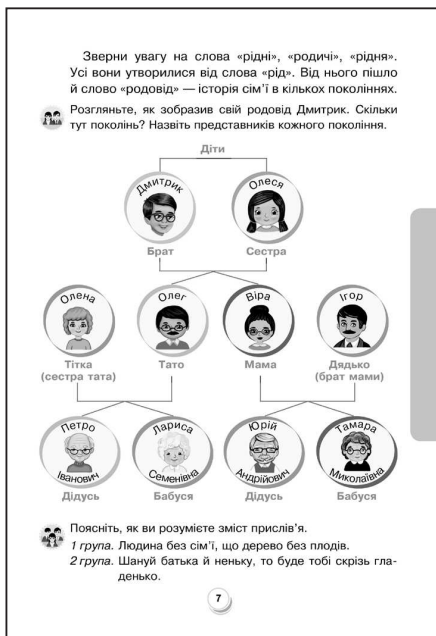 Зверни увагу на слова «рідні», «родичі», «рідня».
Усі вони утворилися від слова «рід». Від нього пішло
й слово «родовід» — історія сім’ї в кількох поколіннях.
Розгляньте, як зобразив свій родовід Дмитрик. Скільки
тут поколінь? Назвіть представників кожного покоління.
Діти
Дмитрик
Олеся
Брат
Сестра
Олена
Олег
Віра
Ігор
Тітка
(сестра тата)
Тато
Мама
Дядько
(брат мами)
Петро
Іванович
Лариса
Семенівна
Юрій
Андрійович
Тамара
Миколаївна
Дідусь
Бабуся
Дідусь
Бабуся
Поясніть, як ви розумієте зміст прислів’я.
1 група. Людина без сім’ї, що дерево без плодів.
2 група. Шануй батька й неньку, то буде тобі скрізь гла-
денько.
7